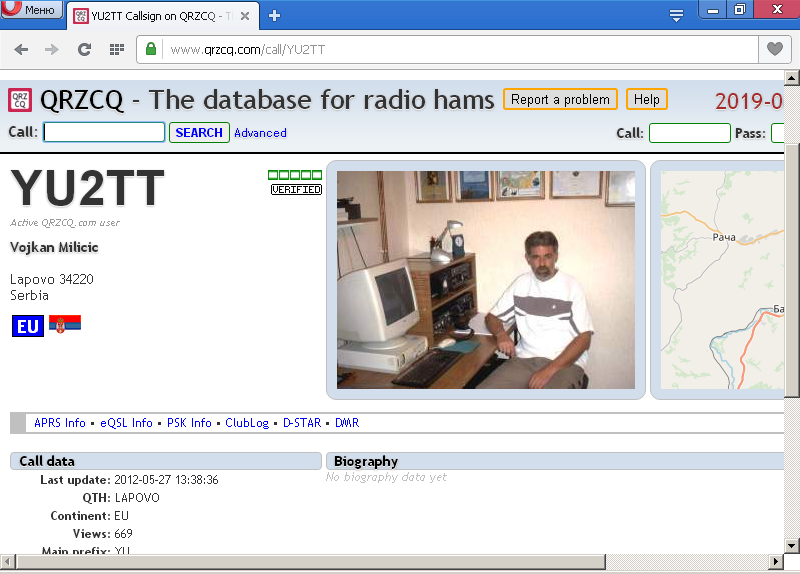 Меню
YU2TT Callsign on QRZCQ - T
www.qrzcq.com/call/YU2TT
QRZ
CQ
QRZCQ - The database for radio hams
Report a problem
Help
2019-0
Call:
SEARCH
Advanced
Call:
Pass:
YU2TT
VERIFIED
Active QRZCQ.com user
Vojkan Milicic
Lapovo 34220
Serbia
EU
Рача
Ба
APRS Info • eQSL Info • PSK Info • ClubLog • D-STAR • DMR
Call data
Last update: 2012-05-27 13:38:36
QTH: LAPOVO
Continent: EU
Views: 669
Main prefix: YU
Biography
No biography data yet